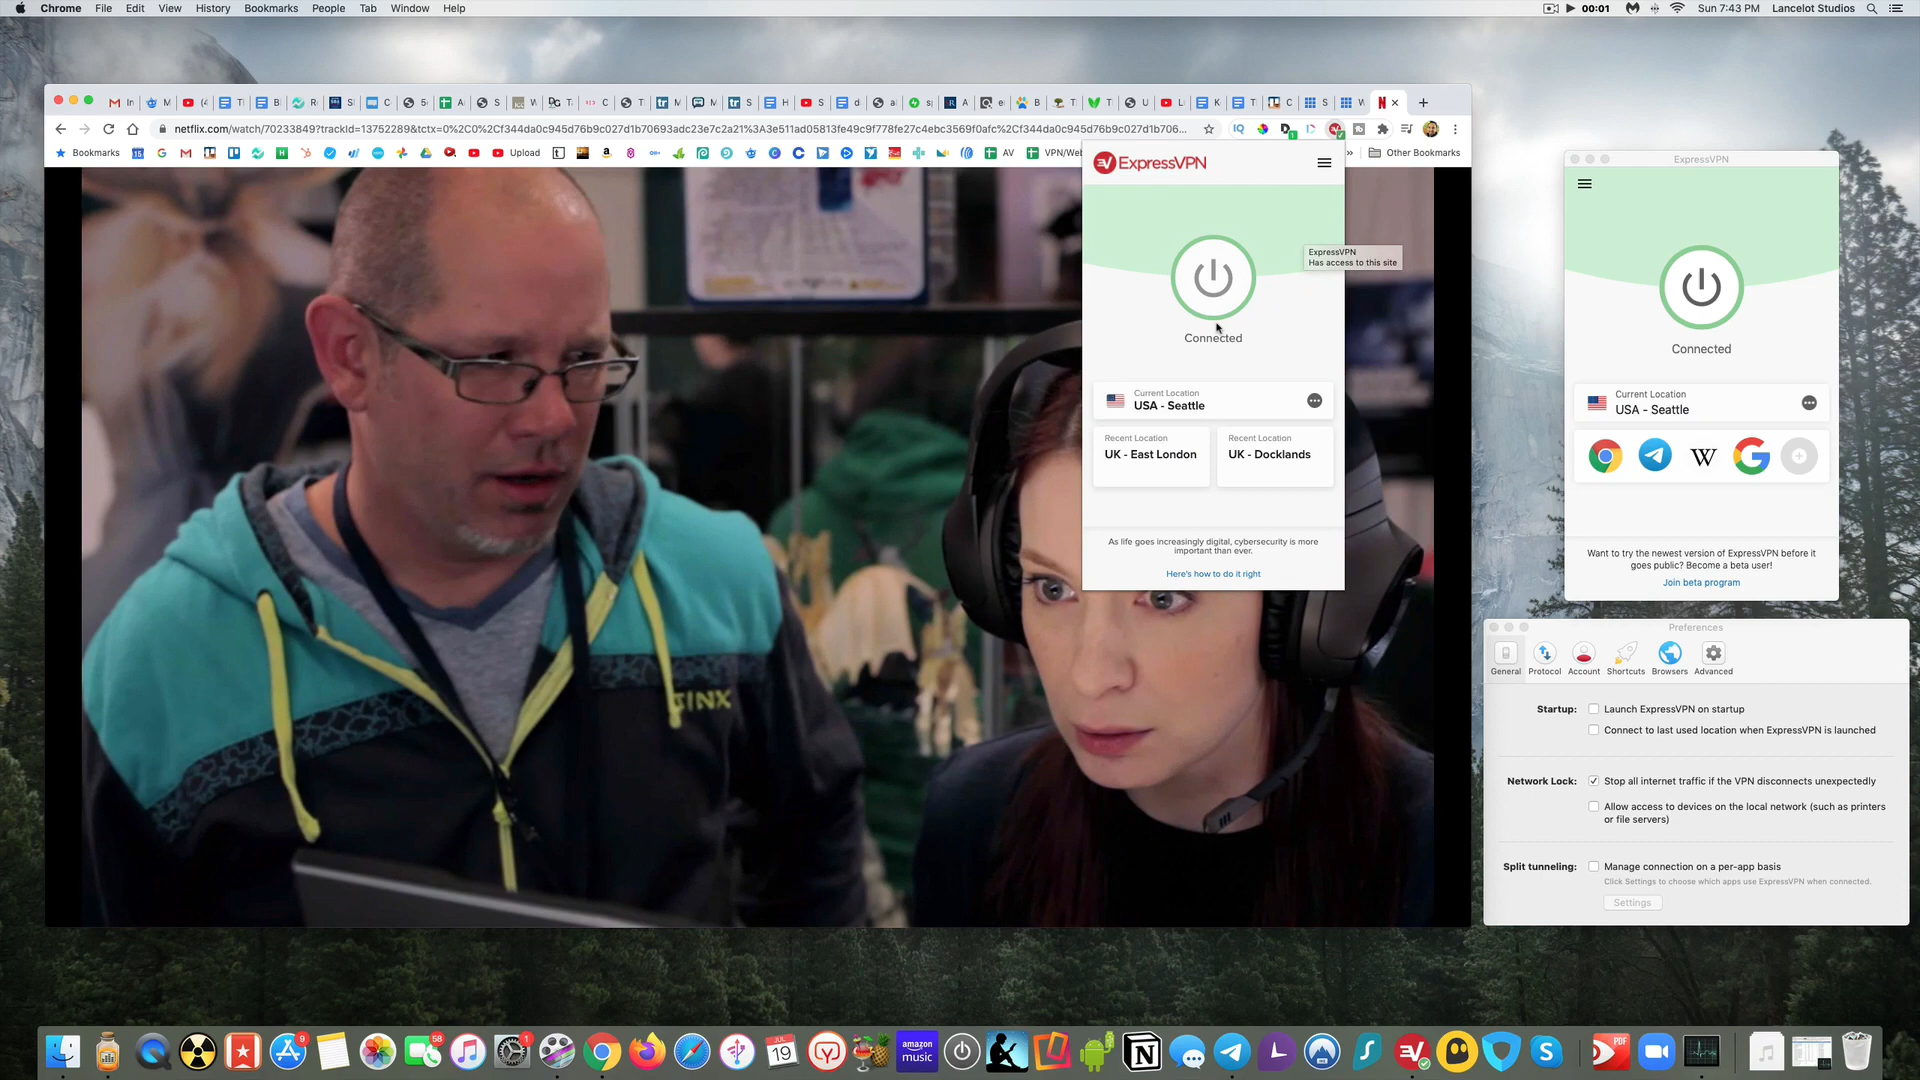 Chrome File Edit View History Bookmarks People Tab Window Help
00:01 Sun 7:43 PM Lancelot Studios
netflix.com/watch/70233849?trackId=13752289&tctx=0%2C0%2Cf344da0c945d76b9c027d1b70693adc23e7c2a21%3A3e511ad05813fe49c9f778fe27c4ebc3569f0afc%2Cf344da0c945d76b9c027d1b706...
Bookmarks
Upload
AV
VPN/Web
Other Bookmarks
ExpressVPN
ExpressVPN
Has access to this site
Connected
Current Location
USA - Seattle
Recent Location
UK - East London
Recent Location
UK - Docklands
As life goes increasingly digital, cybersecurity is more
important than ever.
Here's how to do it right
JINX
ExpressVPN
Connected
Current Location
USA - Seattle
Want to try the newest version of ExpressVPN before it
goes public? Become a beta user!
Join beta program
Preferences
General Protocol Account Shortcuts Browsers Advanced
Startup: Launch ExpressVPN on startup
Connect to last used location when ExpressVPN is launched
Network Lock: Stop all internet traffic if the VPN disconnects unexpectedly
Allow access to devices on the local network (such as printers
or file servers)
Split tunneling: Manage connection on a per-app basis
Click Settings to choose which apps use ExpressVPN when connected.
Settings
9
58
1
JUL
19
amazon
music
PDF